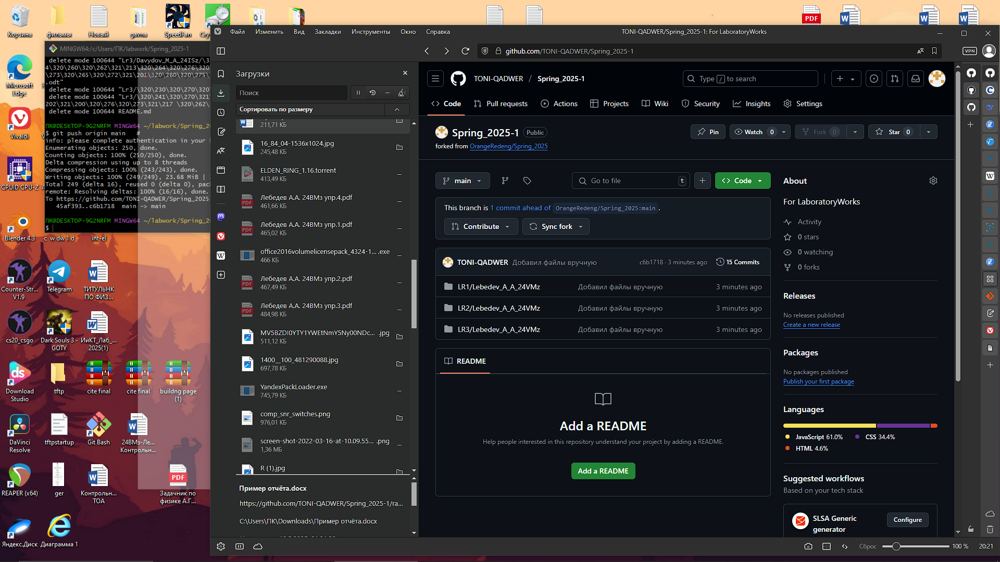 Корзина
фильмы
Новый
gavna
SpeedFan
MINGW64:/c/Users/ПК/labwork/Spring_2025-1
delete mode 100644 "Lr3/Davydov_M_A_24ISz/\3
4\320\260\320\262\321\213\320\264\320\276\320
\273\320\265\320\272\321\201\320\260\320\275\
.odt"
delete mode 100644 "Lr3/\320\230\320\270\320
delete mode 100644 "Lr3/\320\241\320\270\321
202\321\200\320\276\320\273\321\217 \320\262\
delete mode 100644 README.md
ПК@DESKTOP-9G2NRFM MINGW64 ~/labwork/Spring_2
$ git push origin main   #
info: please complete authentication in your
Enumerating objects: 250, done.
Counting objects: 100% (250/250), done.
Delta compression using up to 8 threads
Compressing objects: 100% (243/243), done.
Writing objects: 100% (249/249), 23.68 MiB |
Total 249 (delta 16), reused 0 (delta 0), pac
remote: Resolving deltas: 100% (16/16), done.
To https://github.com/TONI-QADWER/Spring_2025
45af393..c6b1718  main -> main
ПК@DESKTOP-9G2NRFM MINGW64 ~/labwork/Spring_2
$
Microsoft Edge
Vivaldi
CPUID CPU-Z
Blender 4.3
c w dw 1 d
int-el
Counter-Str... V1.9
Telegram
ТИТУЛЬНК ПО ФИЗ...
cs20_csgo
Dark Souls 3 - GOTY
ИиКТ_Лаб_... 2025(1)
Download Studio
tftp
cite final
cite final
buildng page (1)
DaVinci Resolve
tftpstartup
Git Bash
24ВМз-Ле... Контрольн...
REAPER (x64)
ger
Контрольн... ТОА
PDF
Задачник по физике А.Г...
Яндекс.Диск
Диаграмма 1
PDF
Файл
Изменить
Вид
Закладки
Инструменты
Окно
Справка
TONI-QADWER/Spring_2025-1: For LaboratoryWorks
github.com/TONI-QADWER/Spring_2025-1
VPN
Загрузки
Поиск
Сортировать по размеру
211,71 КБ
16_84_04-1536x1024.jpg
245,48 КБ
ELDEN_RING_1.16.torrent
413,49 КБ
Лебедев А.А. 24ВМз упр.4.pdf
461,66 КБ
Лебедев А.А. 24ВМз упр.1.pdf
465,02 КБ
office2016volumelicensepack_4324-1... .exe
466 КБ
Лебедев А.А. 24ВМз упр.2.pdf
467,49 КБ
Лебедев А.А. 24ВМз упр.3.pdf
484,98 КБ
MV5BZDI0YTY1YWEtNmY5Ny00NDc... .jpg
511,12 КБ
1400__100_481290088.jpg
697,78 КБ
YandexPackLoader.exe
745,79 КБ
comp_snr_switches.png
976,01 КБ
screen-shot-2022-03-16-at-10.09.55... .png
1,36 МБ
R (1).jpg
Пример отчёта.docx
https://github.com/TONI-QADWER/Spring_2025-1/ra...
C:\Users\ПК\Downloads\Пример отчёта.docx
TONI-QADWER / Spring_2025-1
Type / to search
Code
Pull requests
Actions
Projects
Wiki
Security
Insights
Settings
Spring_2025-1 Public
forked from OrangeRedeng/Spring_2025
Pin
Watch 0
Fork 0
Star 0
main
Go to file t
Code
This branch is 1 commit ahead of OrangeRedeng/Spring_2025:main .
Contribute
Sync fork
TONI-QADWER Добавил файлы вручную c6b1718 · 3 minutes ago 15 Commits
LR1/Lebedev_A_A_24VMz Добавил файлы вручную 3 minutes ago
LR2/Lebedev_A_A_24VMz Добавил файлы вручную 3 minutes ago
LR3/Lebedev_A_A_24VMz Добавил файлы вручную 3 minutes ago
README
Add a README
Help people interested in this repository understand your project by adding a README.
Add a README
About
For LaboratoryWorks
Activity
0 stars
0 watching
0 forks
Releases
No releases published
Create a new release
Packages
No packages published
Publish your first package
Languages
JavaScript 61.0%
CSS 34.4%
HTML 4.6%
Suggested workflows
Based on your tech stack
SLSA Generic generator
Configure
Сброс
100 %
20:21